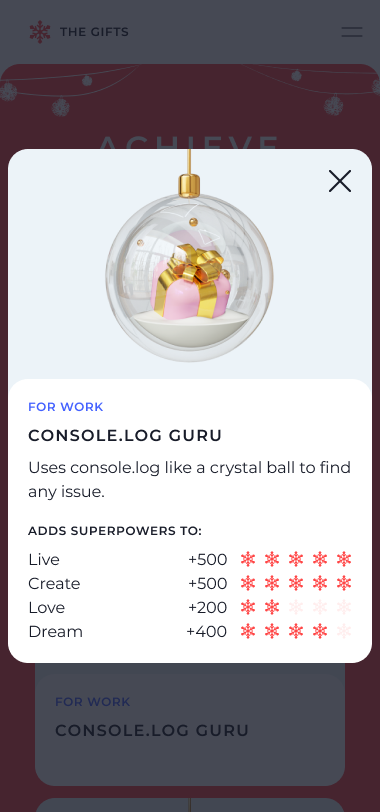 THE GIFTS
ACHIEVE
FOR WORK
CONSOLE.LOG GURU
Uses console.log like a crystal ball to find
any issue.
ADDS SUPERPOWERS TO:
Live +500
Create +500
Love +200
Dream +400
FOR WORK
CONSOLE.LOG GURU